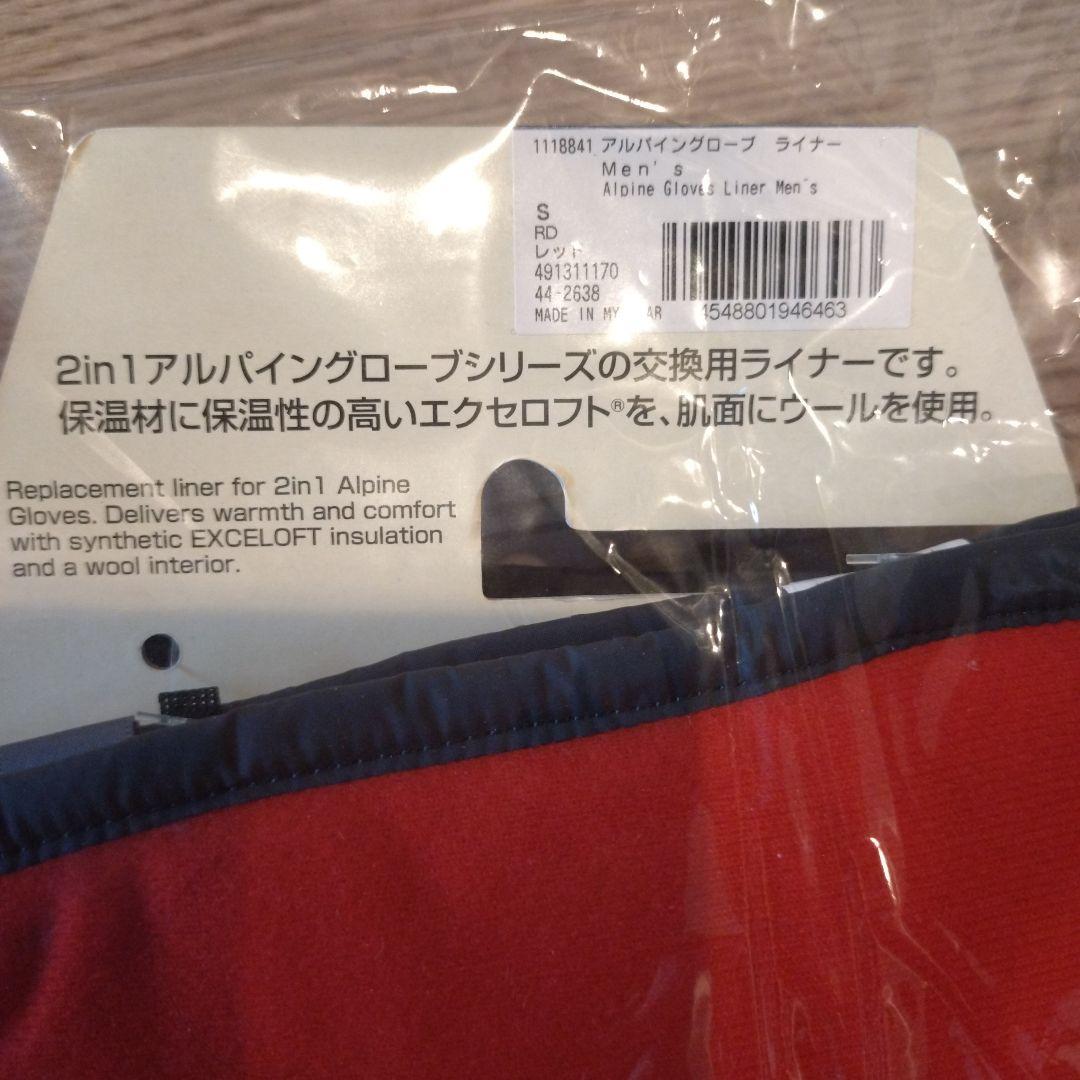 1118841 アルパイングローブ ライナー
Men's
Alpine Gloves Liner Men's
S
RD
レッド
491311170
44-2638
MADE IN MYANMAR
4548801946463
2in1アルパイングローブシリーズの交換用ライナーです。
保温材に保温性の高いエクセロフト®を、肌面にウールを使用。
Replacement liner for 2in1 Alpine
Gloves. Delivers warmth and comfort
with synthetic EXCELOFT insulation
and a wool interior.